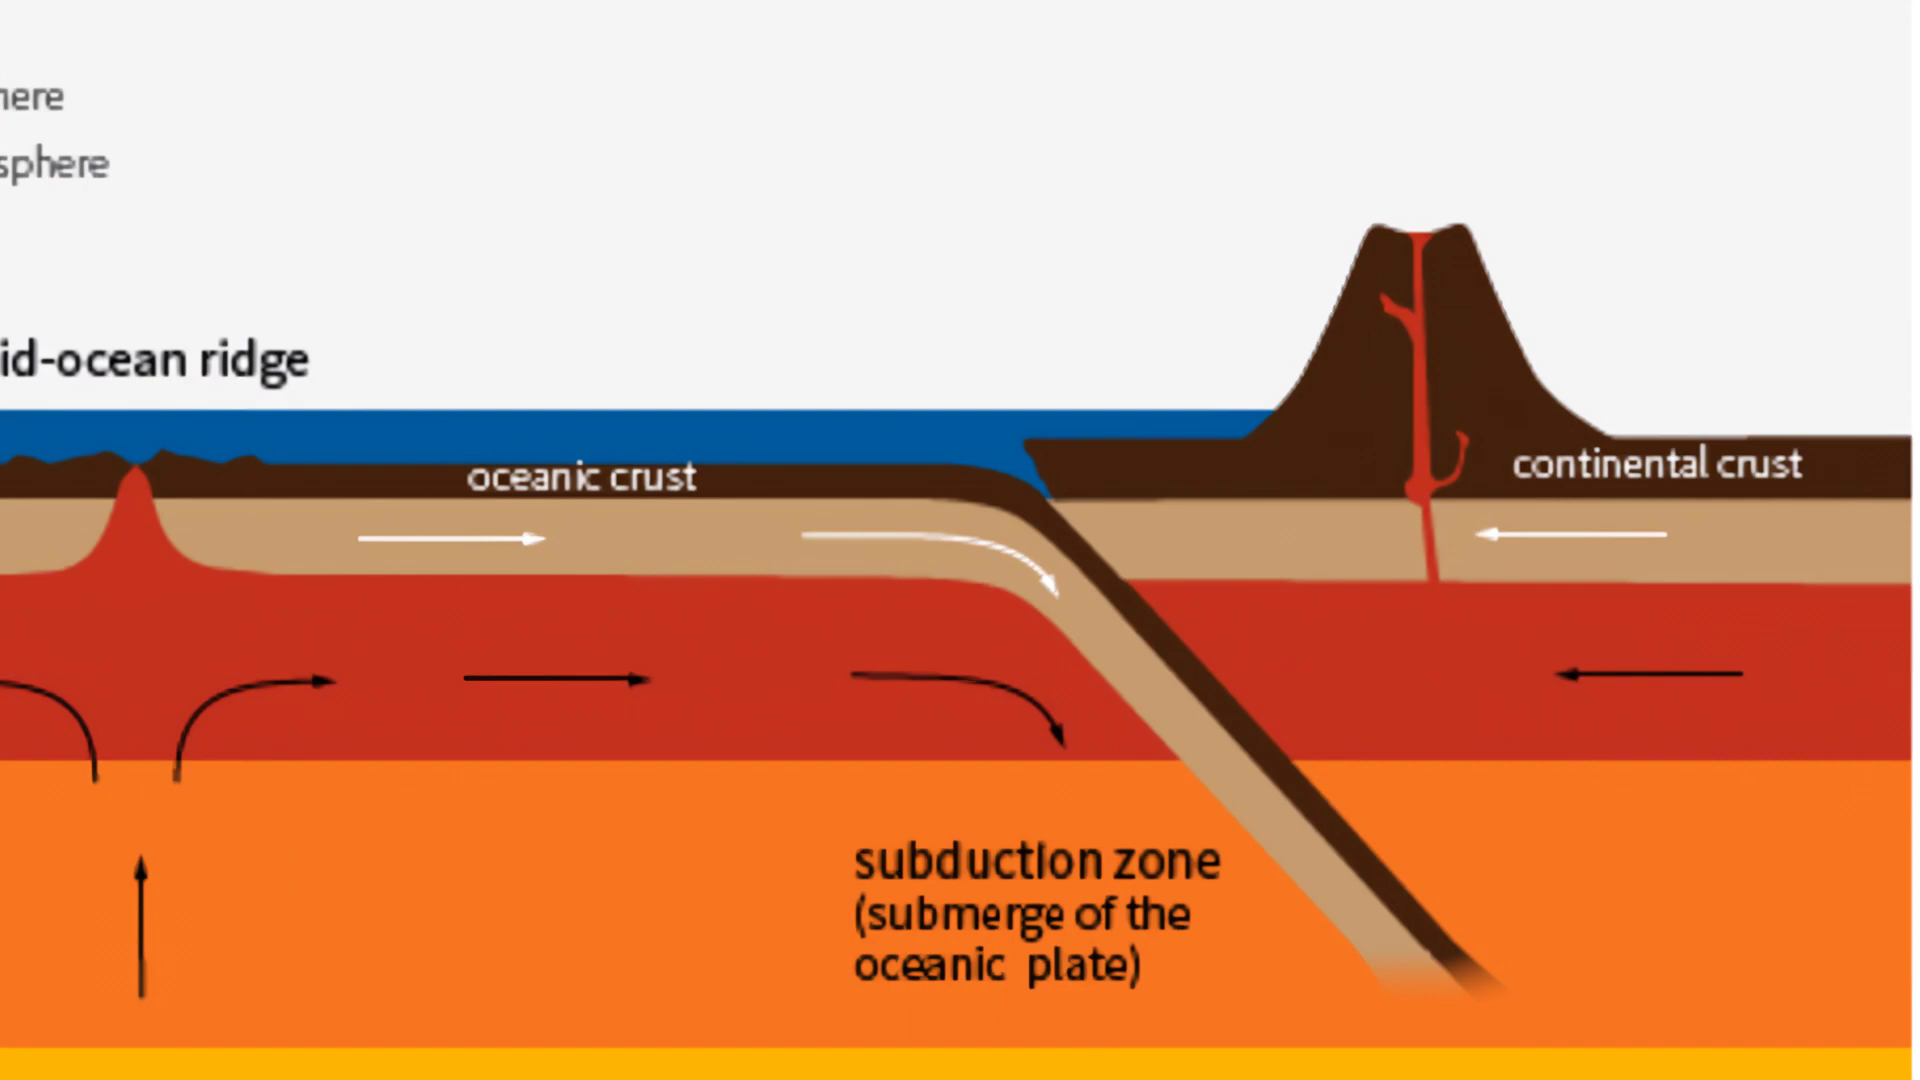 here
sphere
id-ocean ridge
oceanic crust
continental crust
subduction zone
(submerge of the
oceanic plate)